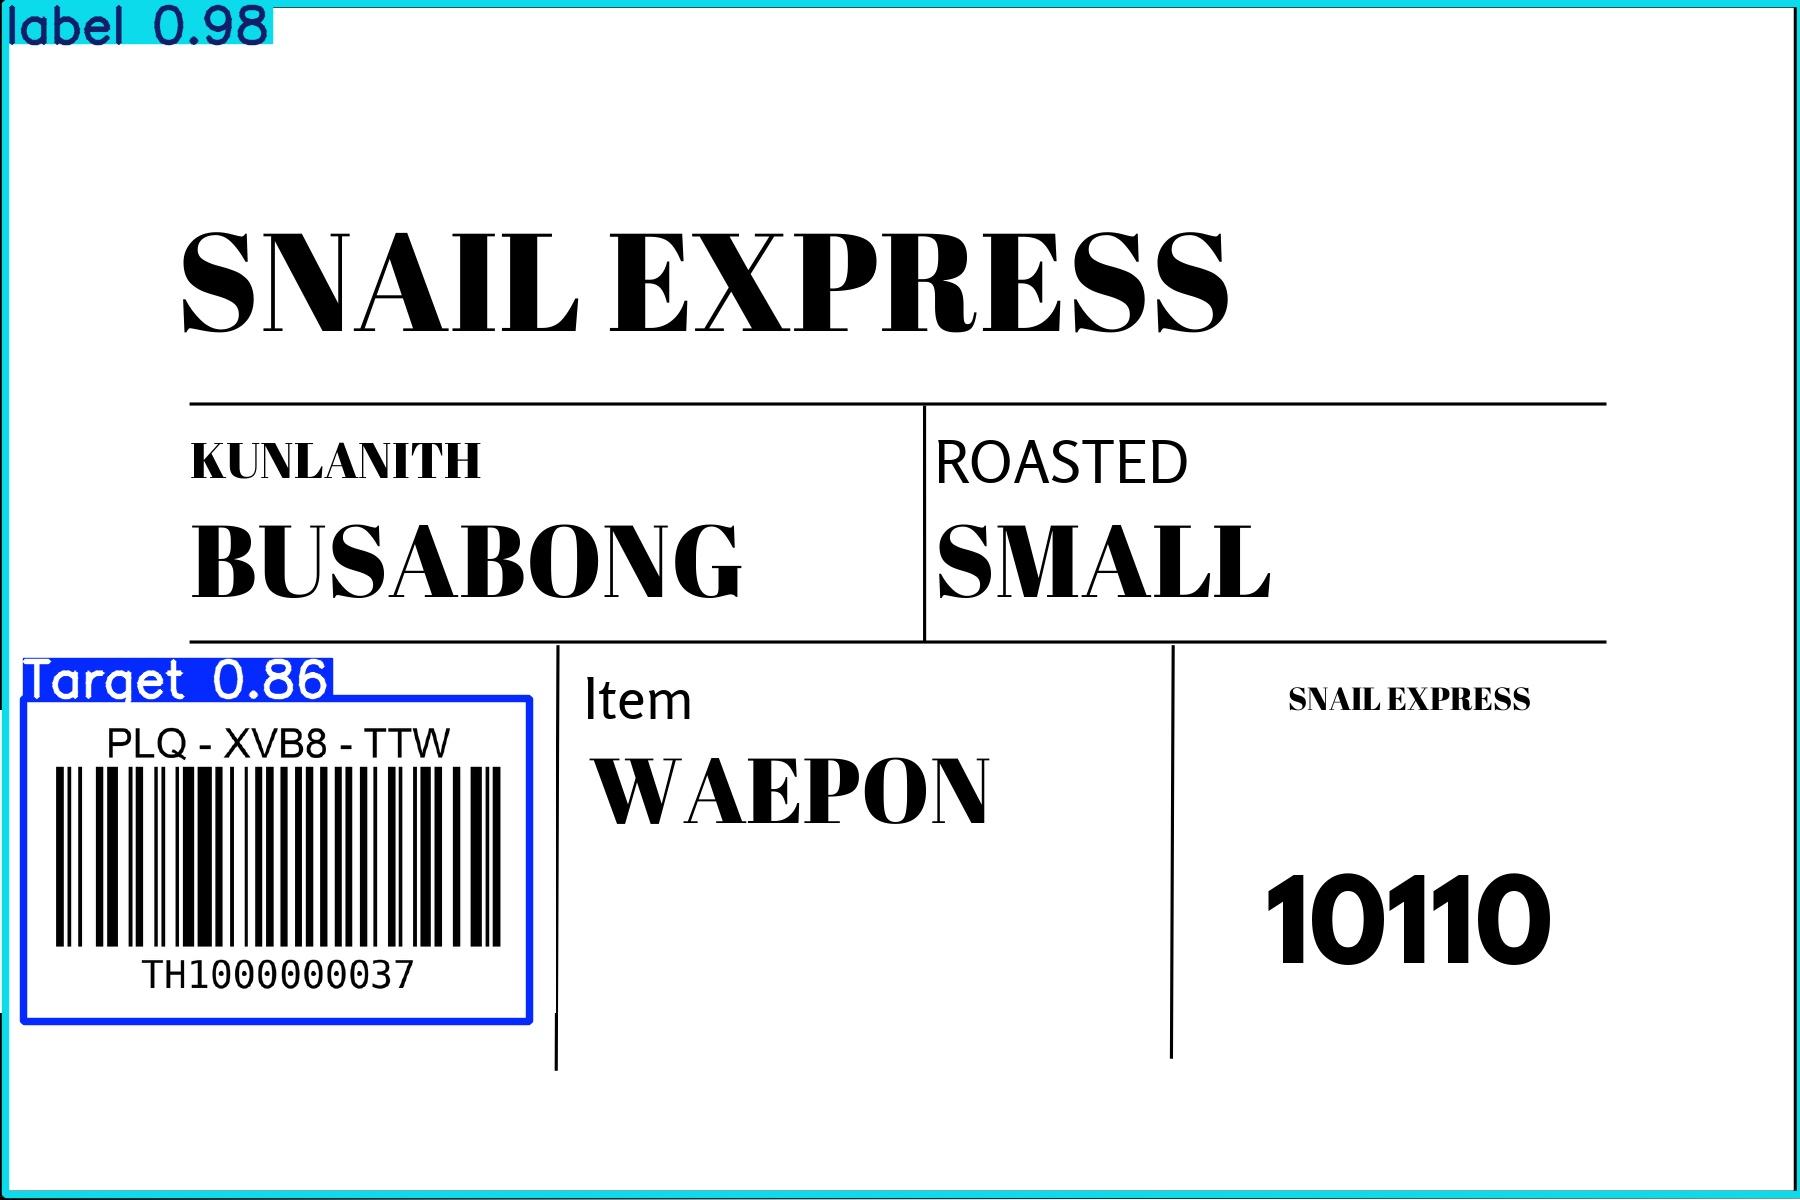 label 0.98
SNAIL EXPRESS
KUNLANITH
BUSABONG
ROASTED
SMALL
Target 0.86
PLQ - XVB8 - TTW
TH1000000037
Item
WAEPON
SNAIL EXPRESS
10110